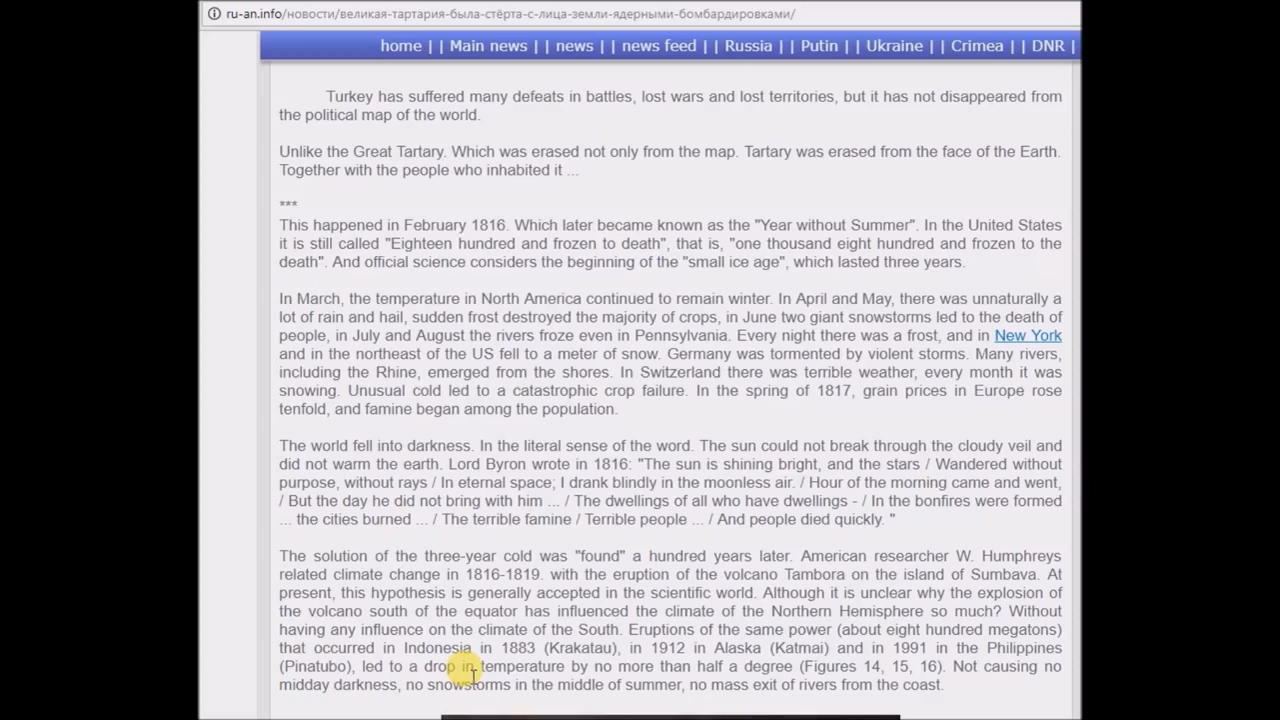 ru-an.info/новости/великая-тартария-была-стёрта-с-лица-земли-ядерными-бомбардировками/
home | | Main news | | news | | news feed | | Russia | | Putin | | Ukraine | | Crimea | | DNR |
Turkey has suffered many defeats in battles, lost wars and lost territories, but it has not disappeared from
the political map of the world.
Unlike the Great Tartary. Which was erased not only from the map. Tartary was erased from the face of the Earth.
Together with the people who inhabited it ...
***
This happened in February 1816. Which later became known as the "Year without Summer". In the United States
it is still called "Eighteen hundred and frozen to death", that is, "one thousand eight hundred and frozen to the
death". And official science considers the beginning of the "small ice age", which lasted three years.
In March, the temperature in North America continued to remain winter. In April and May, there was unnaturally a
lot of rain and hail, sudden frost destroyed the majority of crops, in June two giant snowstorms led to the death of
people, in July and August the rivers froze even in Pennsylvania. Every night there was a frost, and in New York
and in the northeast of the US fell to a meter of snow. Germany was tormented by violent storms. Many rivers,
including the Rhine, emerged from the shores. In Switzerland there was terrible weather, every month it was
snowing. Unusual cold led to a catastrophic crop failure. In the spring of 1817, grain prices in Europe rose
tenfold, and famine began among the population.
The world fell into darkness. In the literal sense of the word. The sun could not break through the cloudy veil and
did not warm the earth. Lord Byron wrote in 1816: "The sun is shining bright, and the stars / Wandered without
purpose, without rays / In eternal space; I drank blindly in the moonless air. / Hour of the morning came and went,
/ But the day he did not bring with him ... / The dwellings of all who have dwellings - / In the bonfires were formed
... the cities burned ... / The terrible famine / Terrible people ... / And people died quickly. "
The solution of the three-year cold was "found" a hundred years later. American researcher W. Humphreys
related climate change in 1816-1819. with the eruption of the volcano Tambora on the island of Sumbava. At
present, this hypothesis is generally accepted in the scientific world. Although it is unclear why the explosion of
the volcano south of the equator has influenced the climate of the Northern Hemisphere so much? Without
having any influence on the climate of the South. Eruptions of the same power (about eight hundred megatons)
that occurred in Indonesia in 1883 (Krakatau), in 1912 in Alaska (Katmai) and in 1991 in the Philippines
(Pinatubo), led to a drop in temperature by no more than half a degree (Figures 14, 15, 16). Not causing no
midday darkness, no snowstorms in the middle of summer, no mass exit of rivers from the coast.